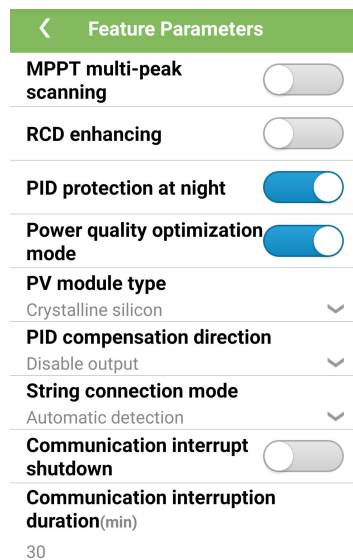 Feature Parameters
MPPT multi-peak
scanning
RCD enhancing
PID protection at night
Power quality optimization
mode
PV module type
Crystalline silicon
PID compensation direction
Disable output
String connection mode
Automatic detection
Communication interrupt
shutdown
Communication interruption
duration(min)
30